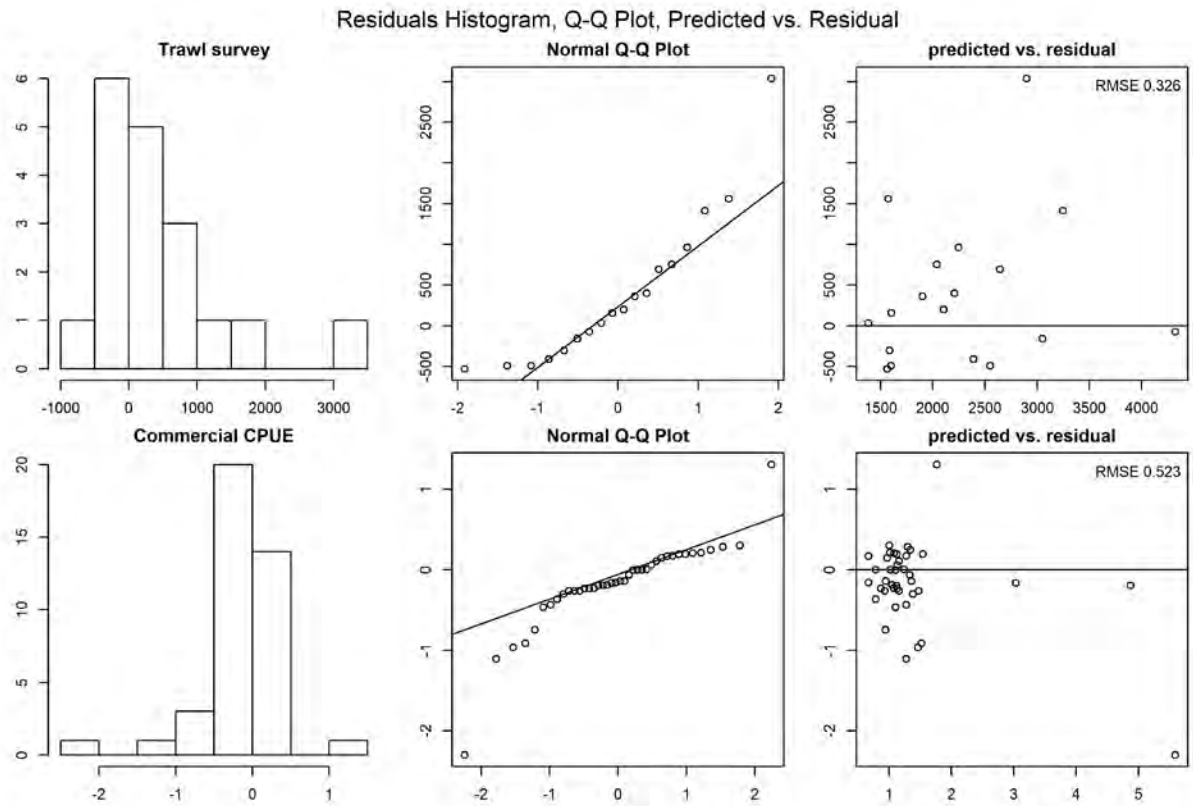 Residuals Histogram, Q-Q Plot, Predicted vs. Residual
Trawl survey
Normal Q-Q Plot
predicted vs. residual
6
5
4
3
2
1
0
-1000 0 1000 2000 3000
2500
1500
500
0
-500
-2 -1 0 1 2
RMSE 0.326
2500
1500
500
0
-500
1500 2000 2500 3000 3500 4000
Commercial CPUE
Normal Q-Q Plot
predicted vs. residual
20
15
10
5
0
-2 -1 0 1
1
0
-1
-2
-2 -1 0 1 2
RMSE 0.523
1
0
-1
-2
1 2 3 4 5 6